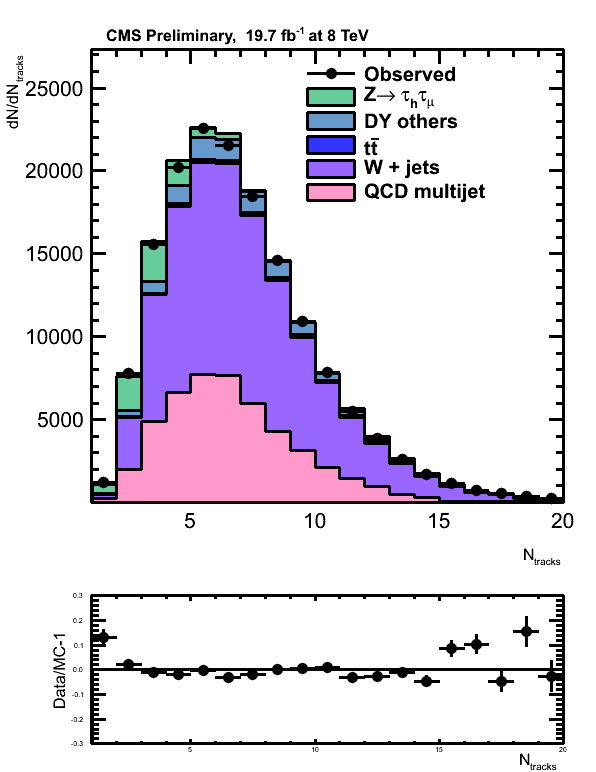 CMS Preliminary, 19.7 fb⁻¹ at 8 TeV
dN/dN_tracks
25000
20000
15000
10000
5000
Observed
Z→ τ_hτ_μ
DY others
tt̄
W + jets
QCD multijet
5 10 15 20
N_tracks
Data/MC-1
0.3
0.2
0.1
0.0
-0.1
-0.2
-0.3
5 10 15 20
N_tracks